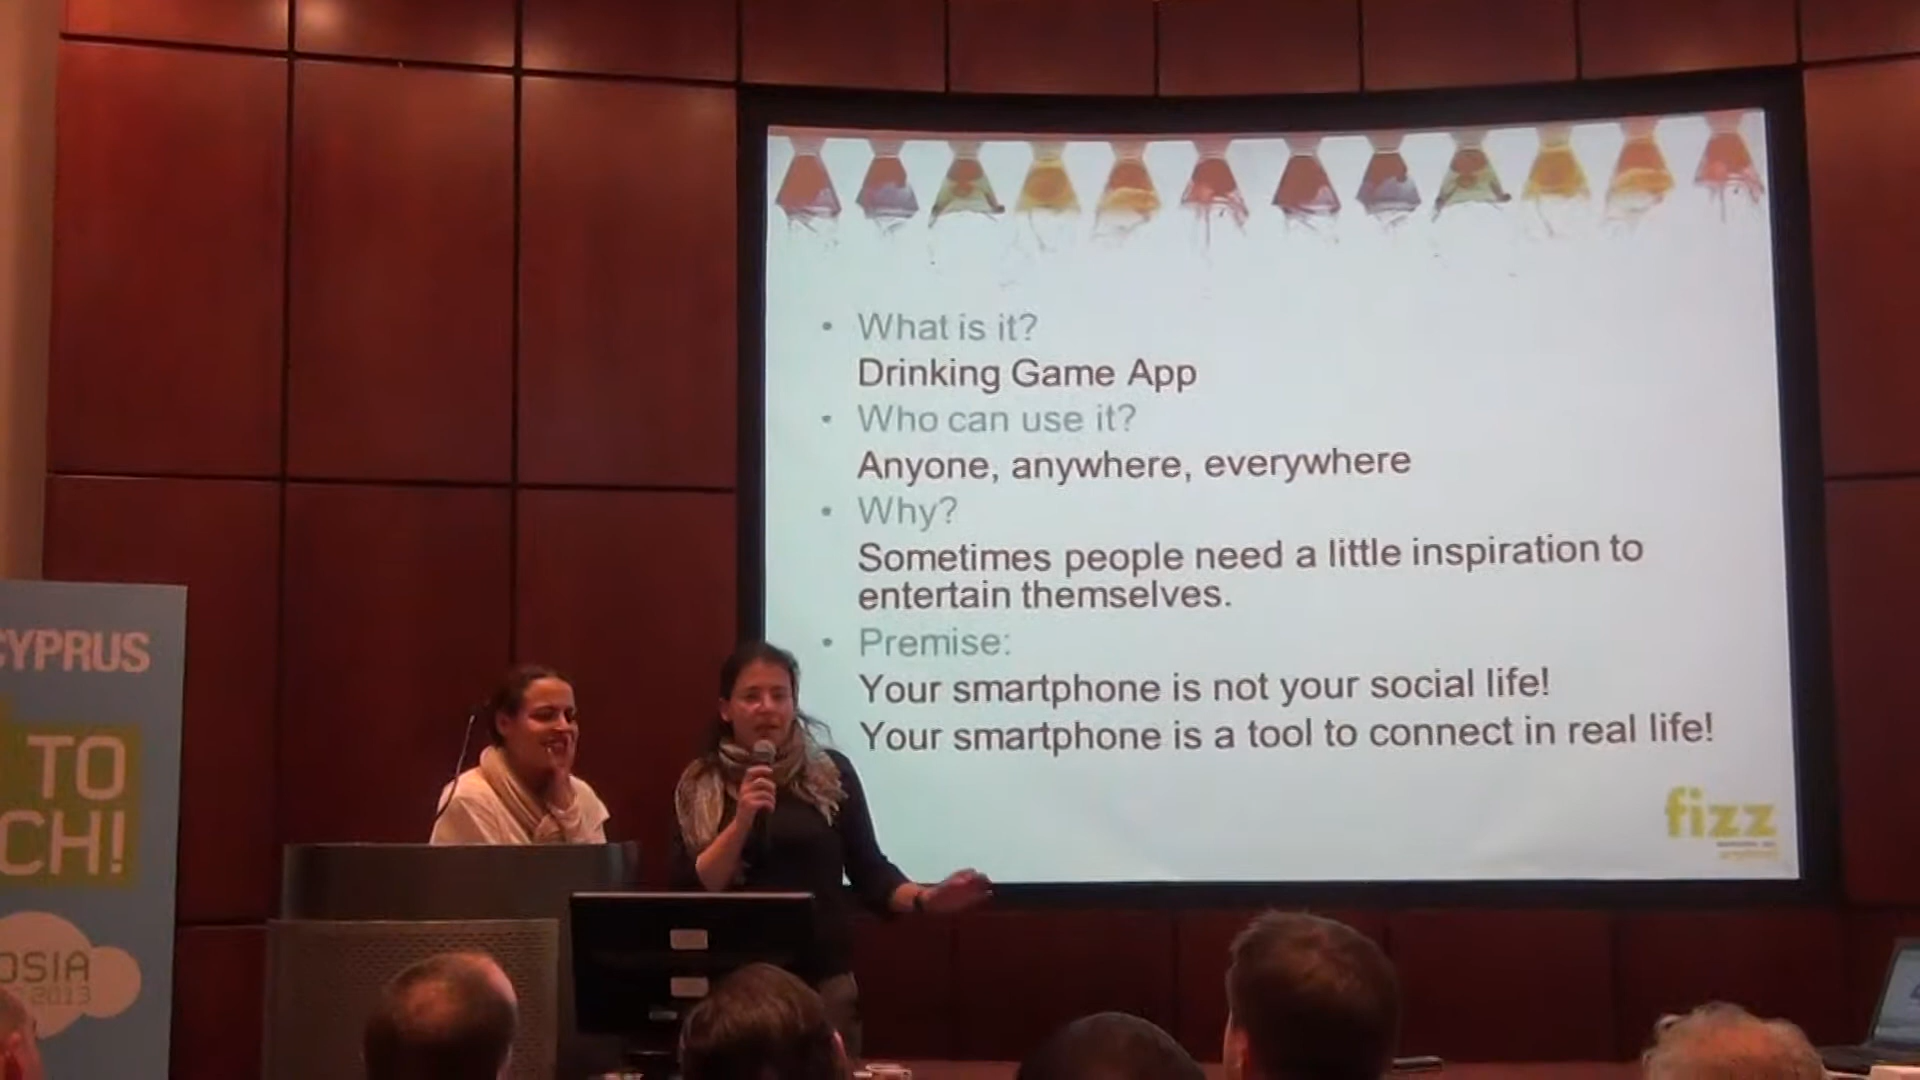 What is it?
Drinking Game App
Who can use it?
Anyone, anywhere, everywhere
Why?
Sometimes people need a little inspiration to
entertain themselves.
Premise:
Your smartphone is not your social life!
Your smartphone is a tool to connect in real life!
fizz
CYPRUS
TO
CH!
OSIA
2013